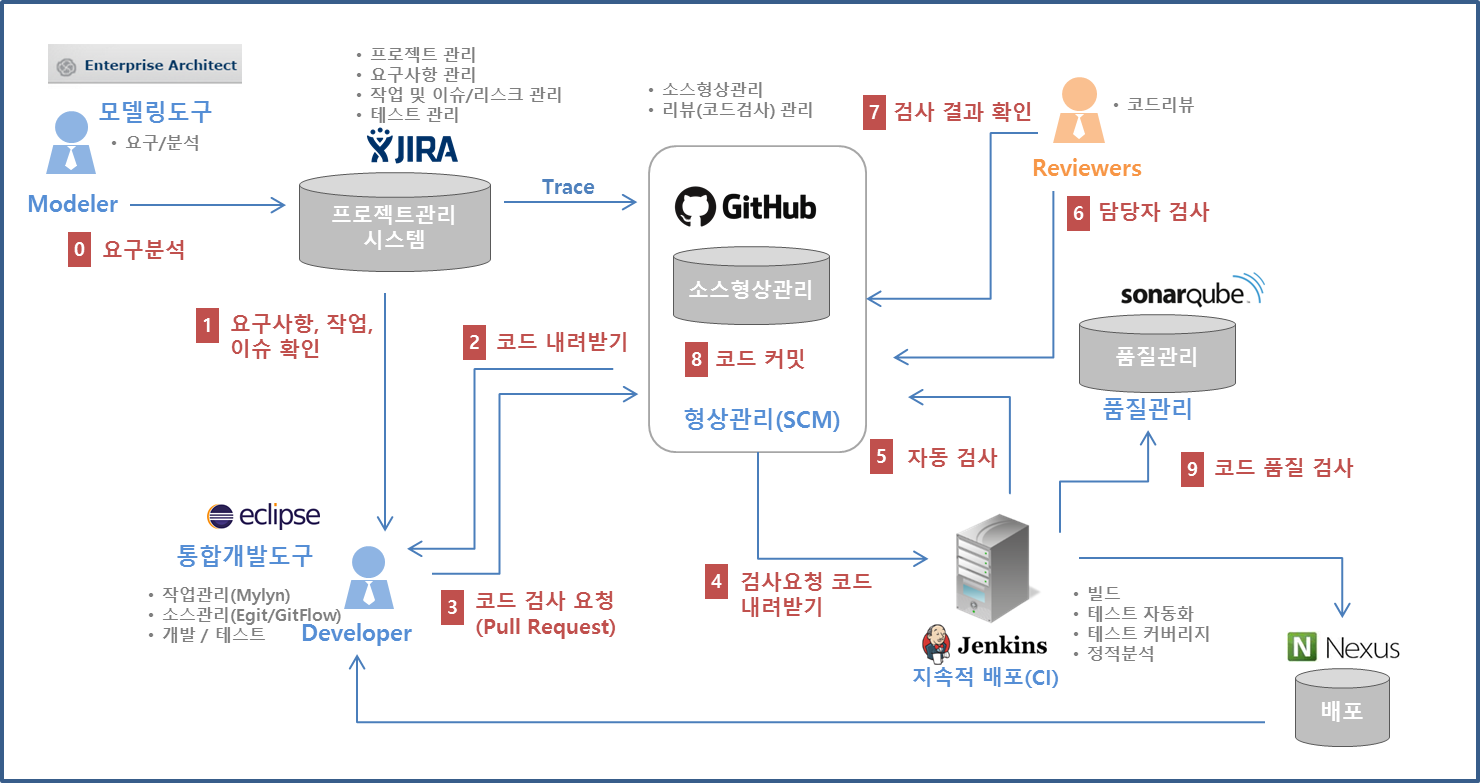 Enterprise Architect
모델링도구
• 요구/분석
Modeler
0 요구분석
• 프로젝트 관리
• 요구사항 관리
• 작업 및 이슈/리스크 관리
• 테스트 관리
JIRA
프로젝트관리
시스템
Trace
• 소스형상관리
• 리뷰(코드검사) 관리
GitHub
소스형상관리
8 코드 커밋
형상관리(SCM)
7 검사 결과 확인
• 코드리뷰
Reviewers
6 담당자 검사
sonarqube
품질관리
품질관리
1 요구사항, 작업,
이슈 확인
2 코드 내려받기
5 자동 검사
9 코드 품질 검사
eclipse
통합개발도구
• 작업관리(Mylyn)
• 소스관리(Egit/GitFlow)
• 개발 / 테스트
Developer
3 코드 검사 요청
(Pull Request)
4 검사요청 코드
내려받기
Jenkins
지속적 배포(CI)
• 빌드
• 테스트 자동화
• 테스트 커버리지
• 정적분석
N Nexus
배포